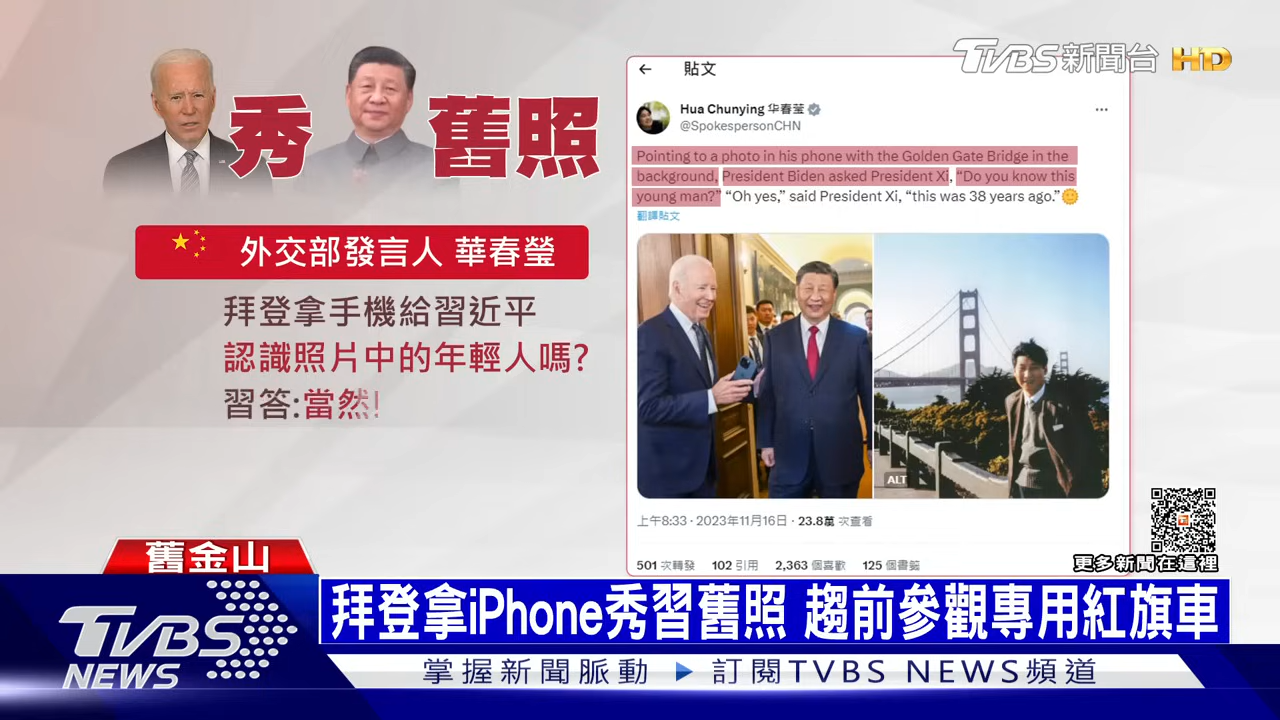 TVBS新聞台 HD
秀 舊照
外交部發言人 華春瑩
拜登拿手機給習近平
認識照片中的年輕人嗎?
習答:當然!
← 貼文
Hua Chunying 华春莹
@SpokespersonCHN
Pointing to a photo in his phone with the Golden Gate Bridge in the
background, President Biden asked President Xi, “Do you know this
young man?” “Oh yes,” said President Xi, “this was 38 years ago.”
翻譯貼文
ALT
上午8:33 · 2023年11月16日 · 23.8萬 次查看
501 次轉發 102 引用 2,363 個喜歡 125 個書籤
更多新聞在這裡
舊金山
拜登拿iPhone秀習舊照 趨前參觀專用紅旗車
TVBS
NEWS
掌握新聞脈動 ▶ 訂閱TVBS NEWS頻道